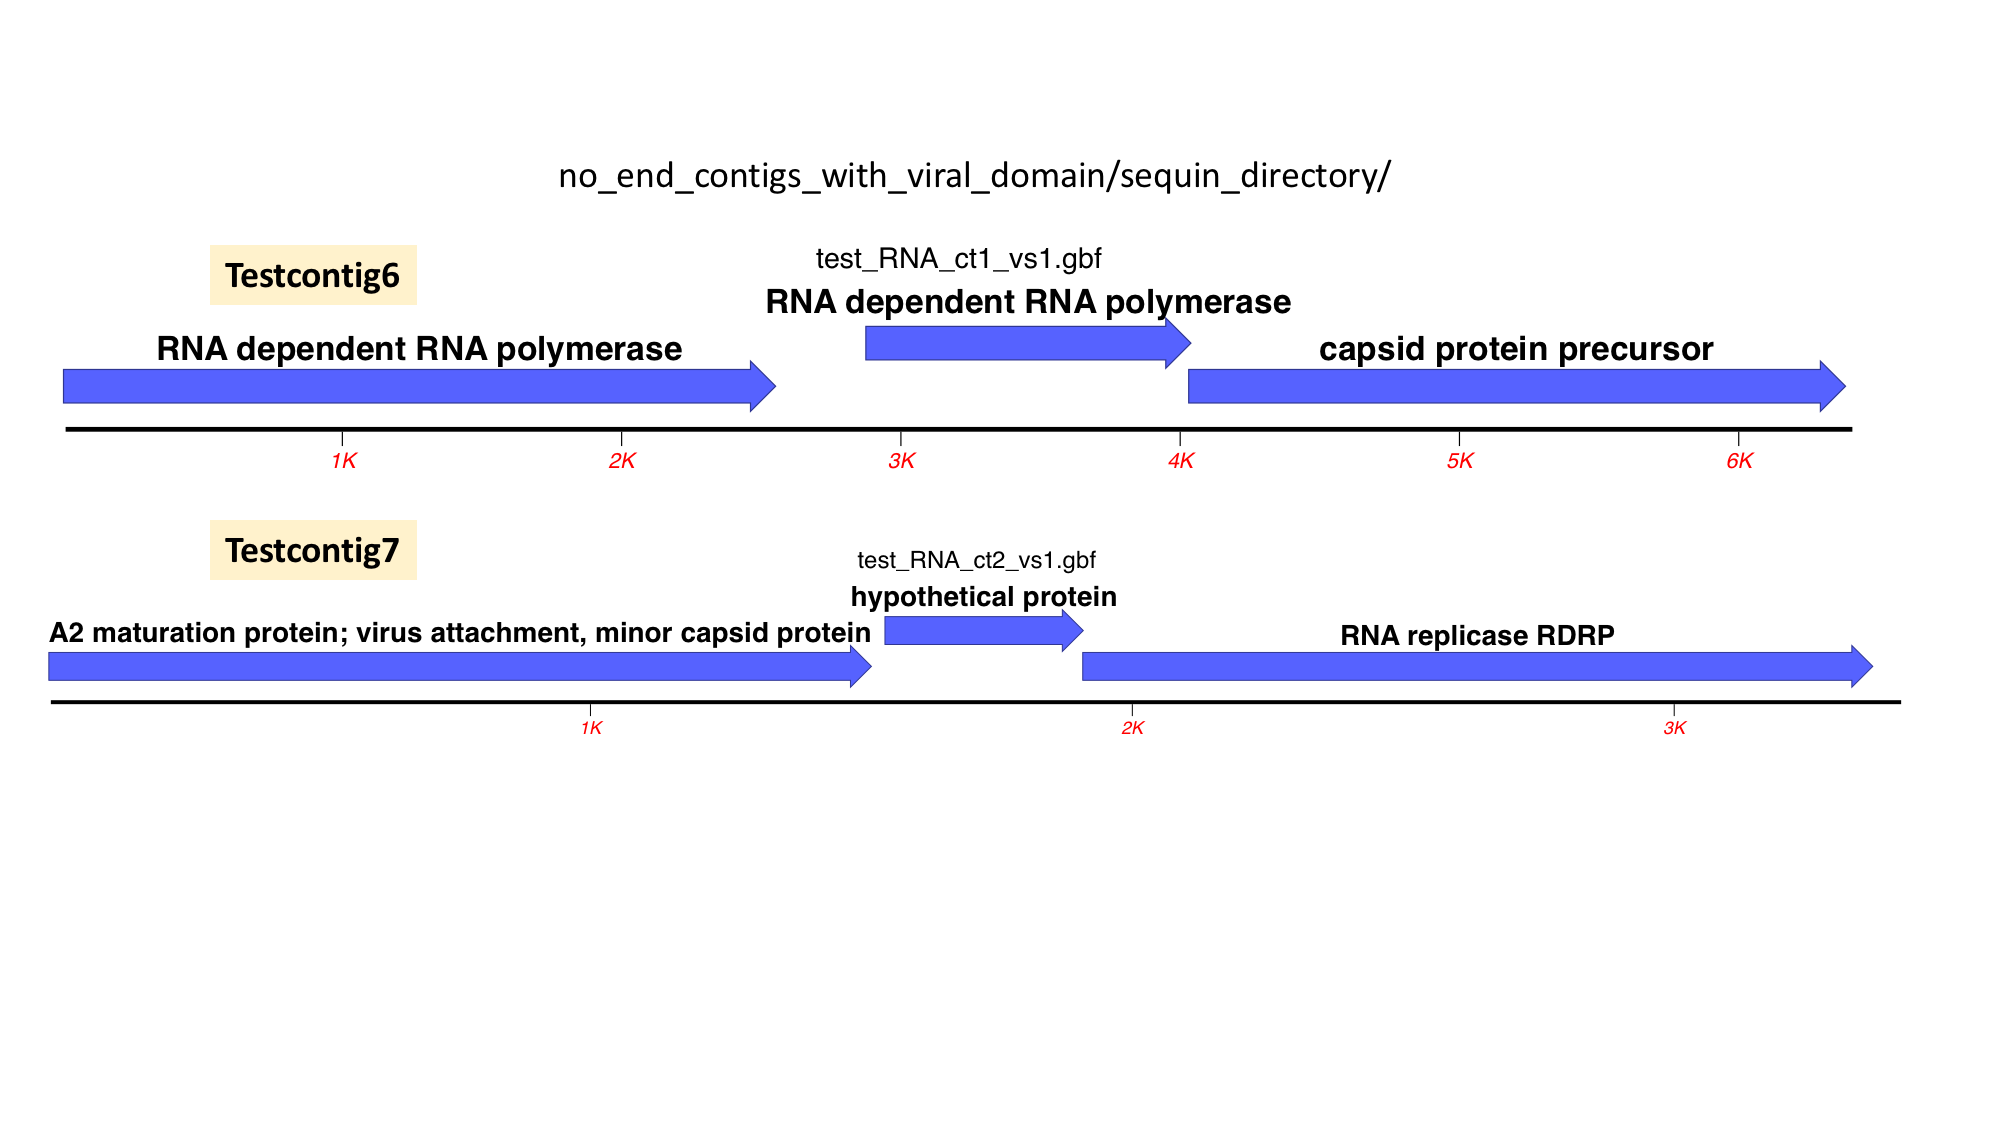 no_end_contigs_with_viral_domain/sequin_directory/
Testcontig6
test_RNA_ct1_vs1.gbf
RNA dependent RNA polymerase
RNA dependent RNA polymerase
capsid protein precursor
1K 2K 3K 4K 5K 6K
Testcontig7
test_RNA_ct2_vs1.gbf
hypothetical protein
A2 maturation protein; virus attachment, minor capsid protein
RNA replicase RDRP
1K 2K 3K